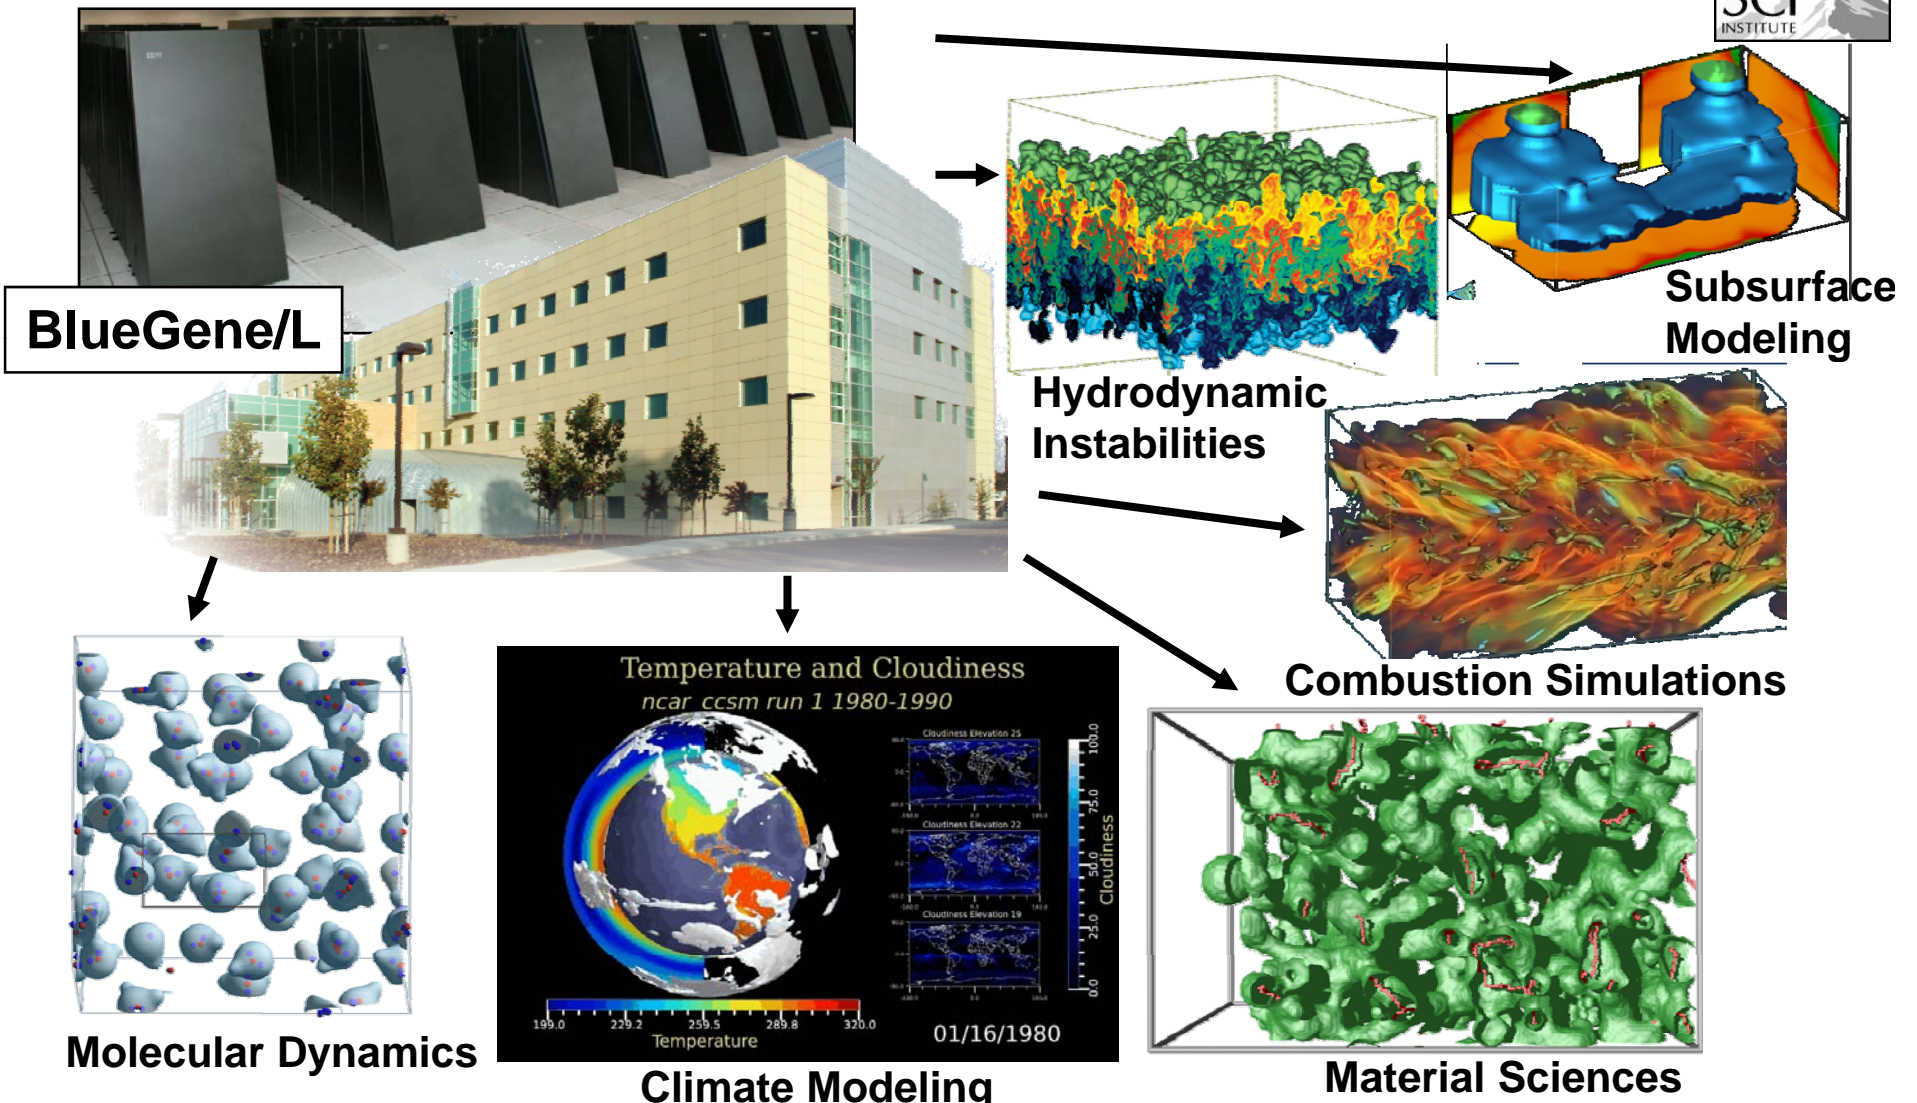 SCI
INSTITUTE
IBM
BlueGene/L
Subsurface
Modeling
Hydrodynamic
Instabilities
Combustion Simulations
Temperature and Cloudiness
ncar ccsm run 1 1980-1990
Cloudiness Elevation 25
Cloudiness Elevation 22
Cloudiness Elevation 19
100.0
75.0
50.0
25.0
0.0
Cloudiness
199.0 229.2 259.5 289.8 320.0
Temperature
01/16/1980
Molecular Dynamics
Climate Modeling
Material Sciences